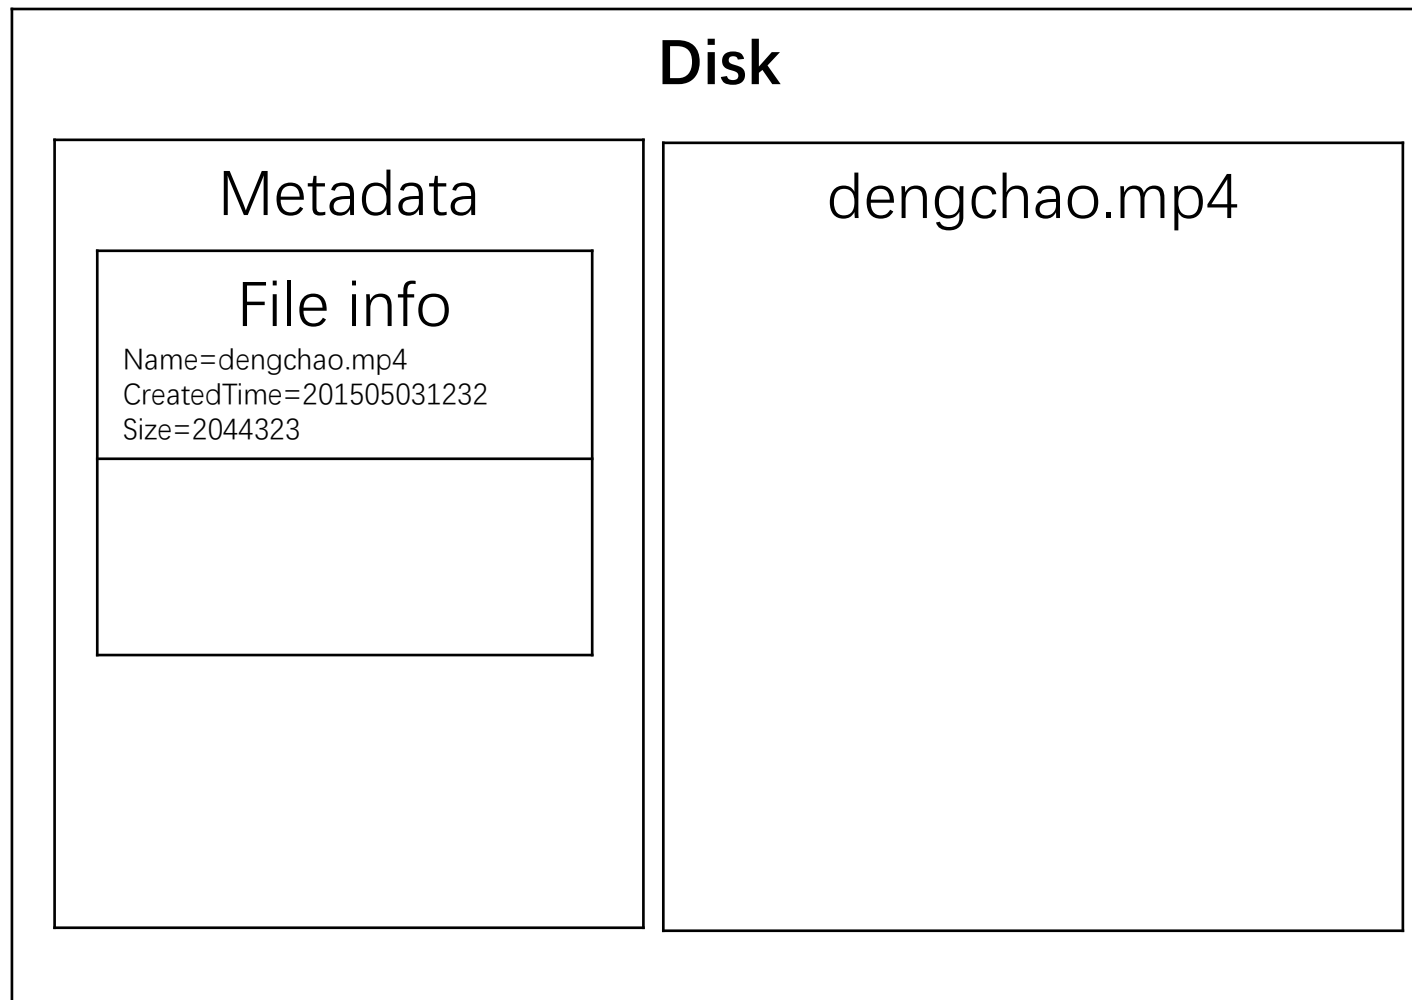 Disk
Metadata
File info
Name=dengchao.mp4
CreatedTime=201505031232
Size=2044323
dengchao.mp4